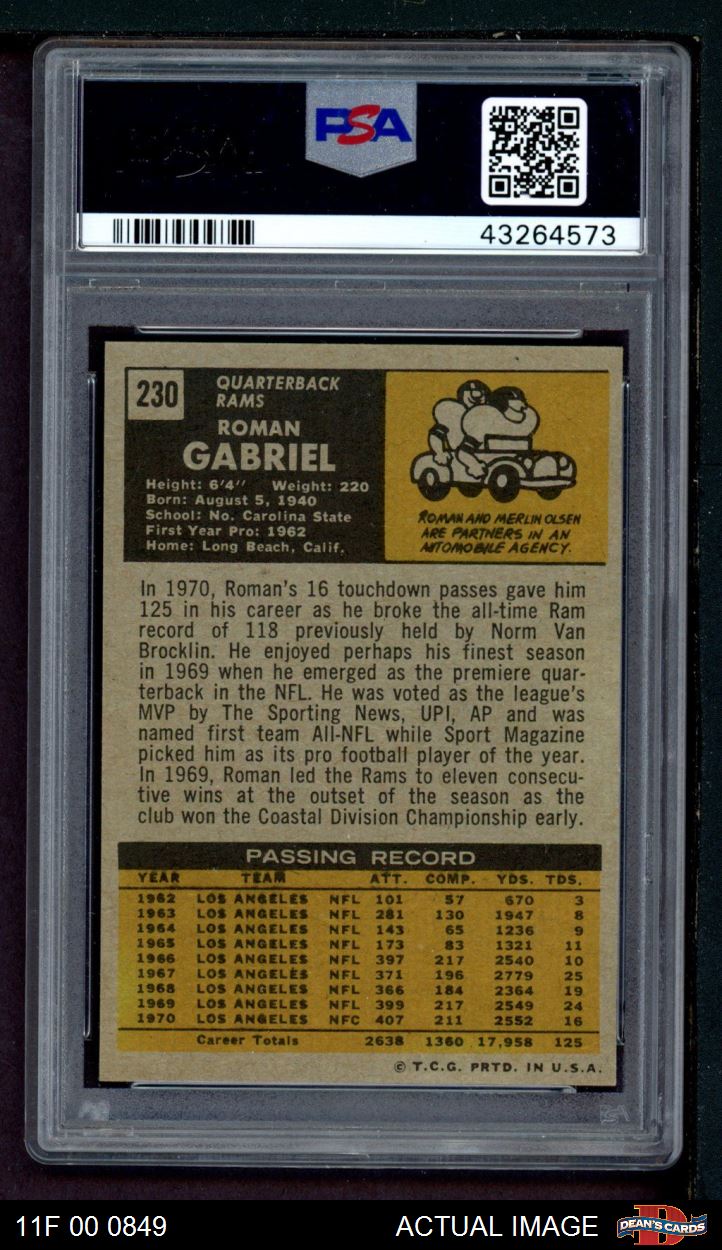 PSA
43264573
230
QUARTERBACK
RAMS
ROMAN
GABRIEL
Height: 6'4'' Weight: 220
Born: August 5, 1940
School: No. Carolina State
First Year Pro: 1962
Home: Long Beach, Calif.
ROMAN AND MERLIN OLSEN
ARE PARTNERS IN AN
AUTOMOBILE AGENCY.
In 1970, Roman's 16 touchdown passes gave him
125 in his career as he broke the all-time Ram
record of 118 previously held by Norm Van
Brocklin. He enjoyed perhaps his finest season
in 1969 when he emerged as the premiere quar-
terback in the NFL. He was voted as the league's
MVP by The Sporting News, UPI, AP and was
named first team All-NFL while Sport Magazine
picked him as its pro football player of the year.
In 1969, Roman led the Rams to eleven consecu-
tive wins at the outset of the season as the
club won the Coastal Division Championship early.
PASSING RECORD
YEAR TEAM ATT. COMP. YDS. TDS.
1962 LOS ANGELES NFL 101 57 670 3
1963 LOS ANGELES NFL 281 130 1947 8
1964 LOS ANGELES NFL 143 65 1236 9
1965 LOS ANGELES NFL 173 83 1321 11
1966 LOS ANGELES NFL 397 217 2540 10
1967 LOS ANGELES NFL 371 196 2779 25
1968 LOS ANGELES NFL 366 184 2364 19
1969 LOS ANGELES NFL 399 217 2549 24
1970 LOS ANGELES NFC 407 211 2552 16
Career Totals 2638 1360 17,958 125
© T.C.G. PRTD. IN U.S.A.
11F 00 0849 ACTUAL IMAGE DEAN'S CARDS